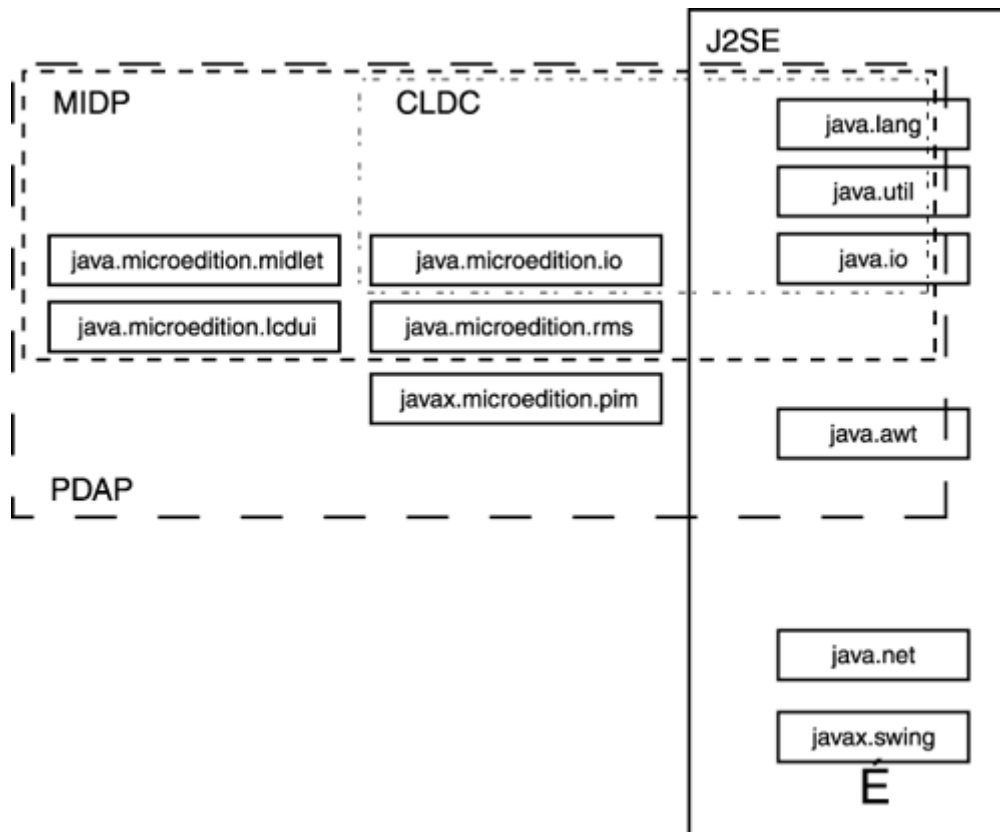 J2SE
MIDP
CLDC
java.lang
java.util
java.microedition.midlet
java.microedition.io
java.io
java.microedition.lcdui
java.microedition.rms
javax.microedition.pim
java.awt
PDAP
java.net
javax.swing
É